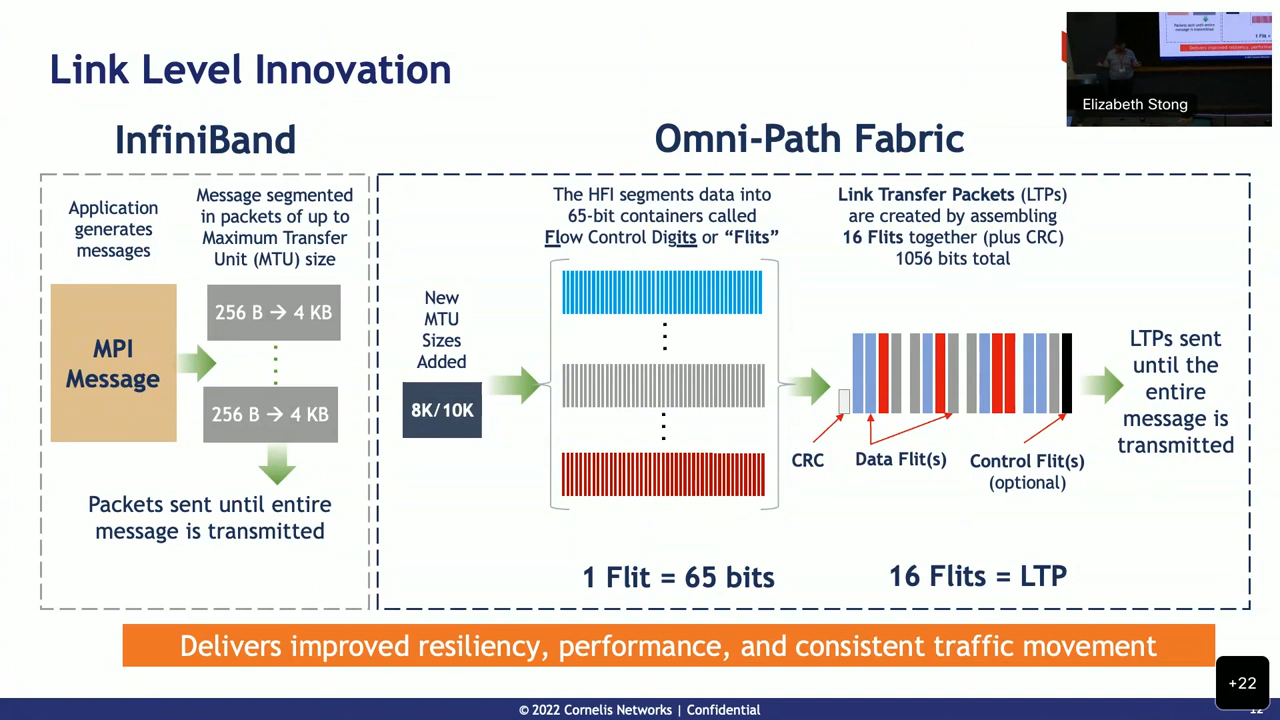 Link Level Innovation
Elizabeth Stong
InfiniBand
Omni-Path Fabric
Application
generates
messages
Message segmented
in packets of up to
Maximum Transfer
Unit (MTU) size
MPI
Message
256 B → 4 KB
256 B → 4 KB
Packets sent until entire
message is transmitted
New
MTU
Sizes
Added
8K/10K
The HFI segments data into
65-bit containers called
Flow Control Digits or “Flits”
Link Transfer Packets (LTPs)
are created by assembling
16 Flits together (plus CRC)
1056 bits total
CRC
Data Flit(s)
Control Flit(s)
(optional)
LTPs sent
until the
entire
message is
transmitted
1 Flit = 65 bits
16 Flits = LTP
Delivers improved resiliency, performance, and consistent traffic movement
+22
© 2022 Cornelis Networks | Confidential